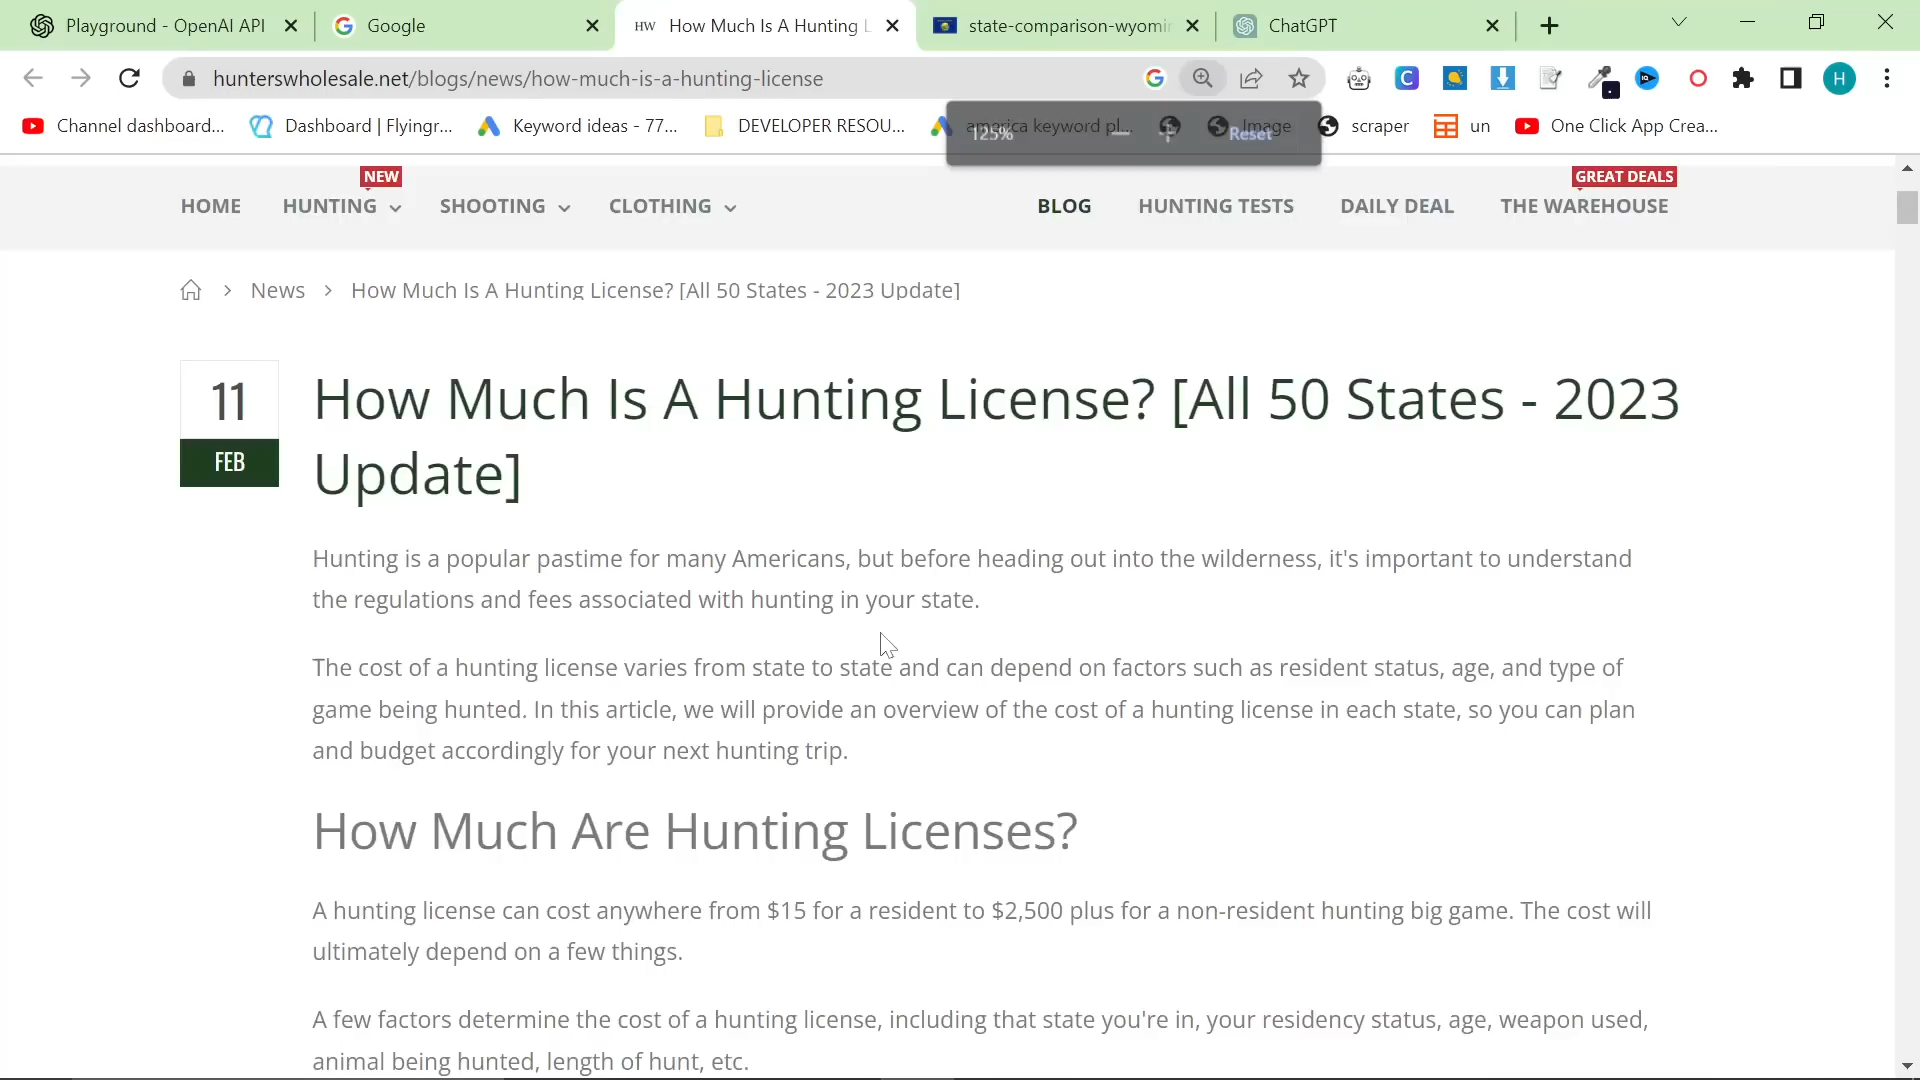 Playground - OpenAI API
Google
HW How Much Is A Hunting L
state-comparison-wyomin
ChatGPT
hunterswholesale.net/blogs/news/how-much-is-a-hunting-license
H
Channel dashboard...
Dashboard | Flyingr...
Keyword ideas - 77...
DEVELOPER RESOU...
america keyword pl...
Image
scraper
un
One Click App Crea...
125%
Reset
NEW
GREAT DEALS
HOME
HUNTING
SHOOTING
CLOTHING
BLOG
HUNTING TESTS
DAILY DEAL
THE WAREHOUSE
News > How Much Is A Hunting License? [All 50 States - 2023 Update]
11
FEB
How Much Is A Hunting License? [All 50 States - 2023
Update]
Hunting is a popular pastime for many Americans, but before heading out into the wilderness, it's important to understand
the regulations and fees associated with hunting in your state.
The cost of a hunting license varies from state to state and can depend on factors such as resident status, age, and type of
game being hunted. In this article, we will provide an overview of the cost of a hunting license in each state, so you can plan
and budget accordingly for your next hunting trip.
How Much Are Hunting Licenses?
A hunting license can cost anywhere from $15 for a resident to $2,500 plus for a non-resident hunting big game. The cost will
ultimately depend on a few things.
A few factors determine the cost of a hunting license, including that state you're in, your residency status, age, weapon used,
animal being hunted, length of hunt, etc.